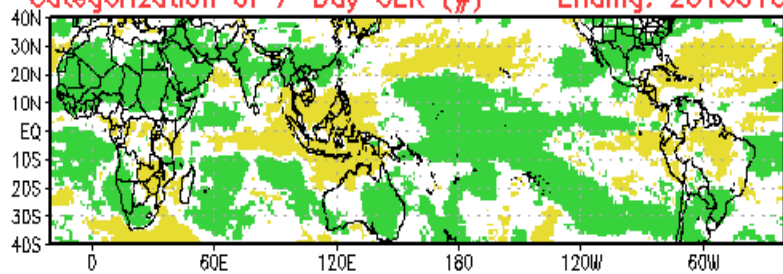 Categorization of 7 Day OLR (#) Ending:
40N
30N
20N
10N
EQ
10S
20S
30S
40S
0 60E 120E 180 120W 60W